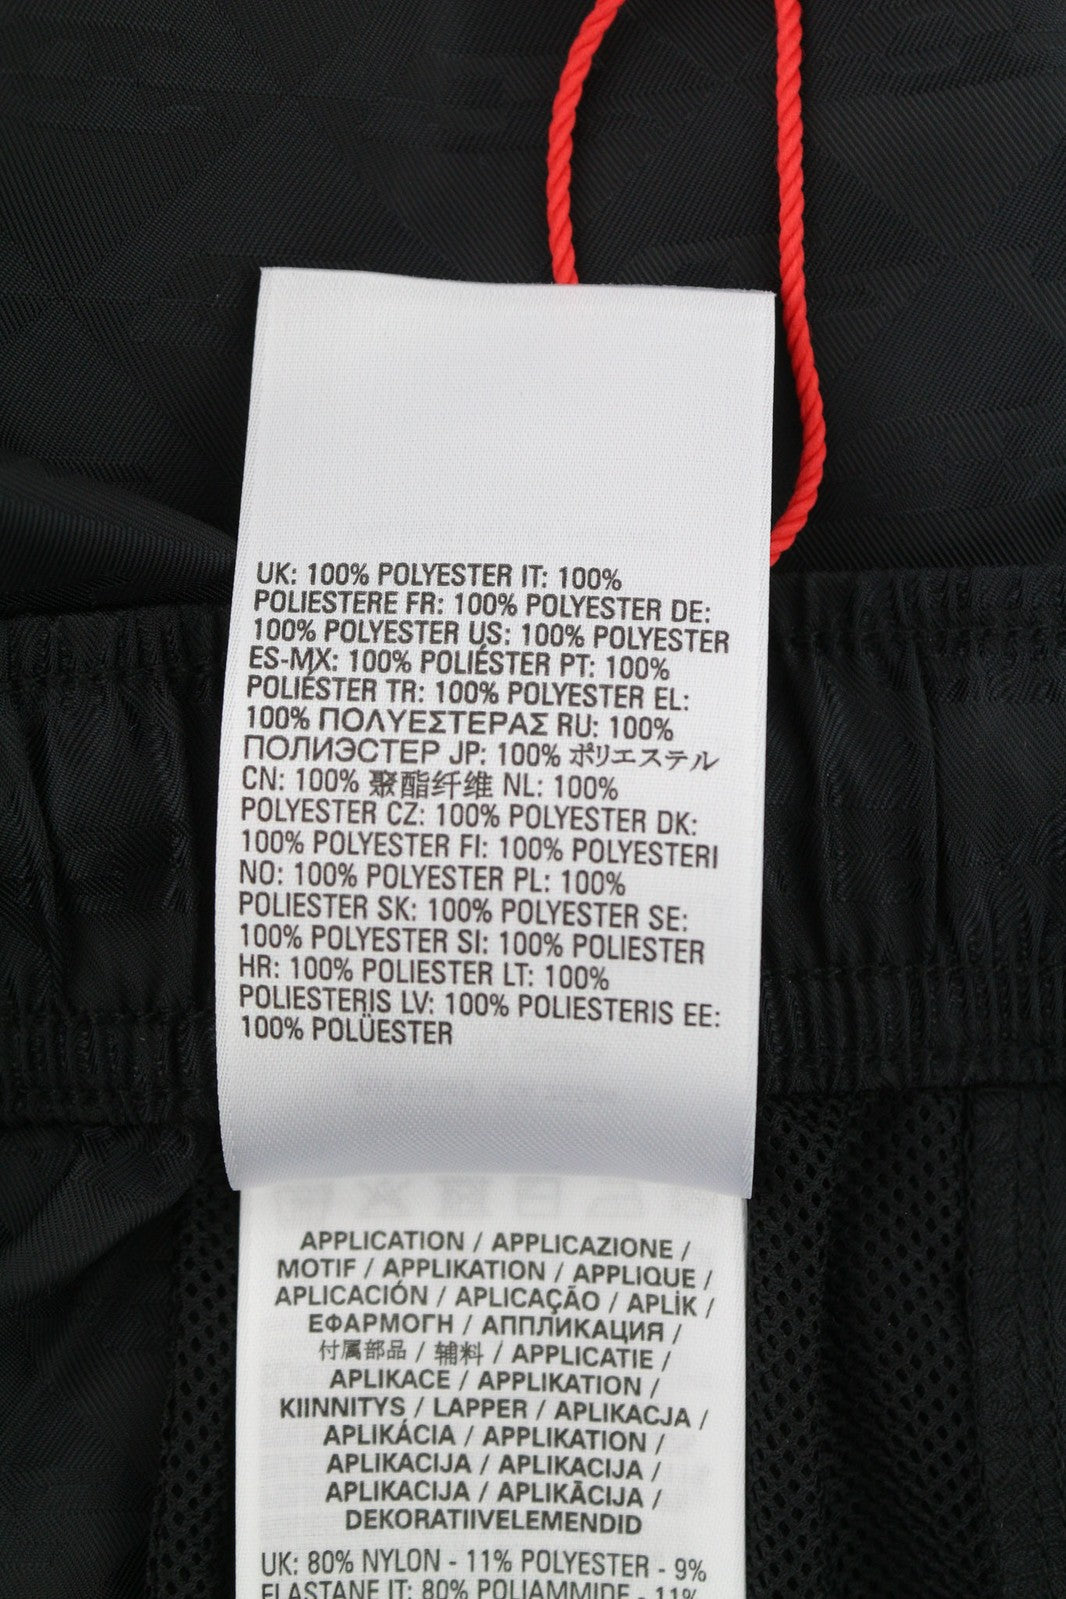 UK: 100% POLYESTER IT: 100%
POLIESTERE FR: 100% POLYESTER DE:
100% POLYESTER US: 100% POLYESTER
ES-MX: 100% POLIÉSTER PT: 100%
POLIÉSTER TR: 100% POLYESTER EL:
100% ΠΟΛΥΕΣΤΕΡΑΣ RU: 100%
ПОЛИЭСТЕР JP: 100% ポリエステル
CN: 100% 聚酯纤维 NL: 100%
POLYESTER CZ: 100% POLYESTER DK:
100% POLYESTER FI: 100% POLYESTERI
NO: 100% POLYESTER PL: 100%
POLIESTER SK: 100% POLYESTER SE:
100% POLYESTER SI: 100% POLIESTER
HR: 100% POLIESTER LT: 100%
POLIESTERIS LV: 100% POLIESTERIS EE:
100% POLÜESTER
APPLICATION / APPLICAZIONE /
MOTIF / APPLIKATION / APPLIQUE /
APLICACIÓN / APLICAÇÃO / APLİK /
ΕΦΑΡΜΟΓΗ / АППЛИКАЦИЯ /
付属部品 / 辅料 / APPLICATIE /
APLIKACE / APPLIKATION /
KIINNITYS / LAPPER / APLIKACJA /
APLIKÁCIA / APPLIKATION /
APLIKACIJA / APLIKACIJA /
APLIKACIJA / APLIKĀCIJA /
DEKORATIIVELEMENDID
UK: 80% NYLON - 11% POLYESTER - 9%
ELASTANE IT: 80% POLIAMMIDE - 11%